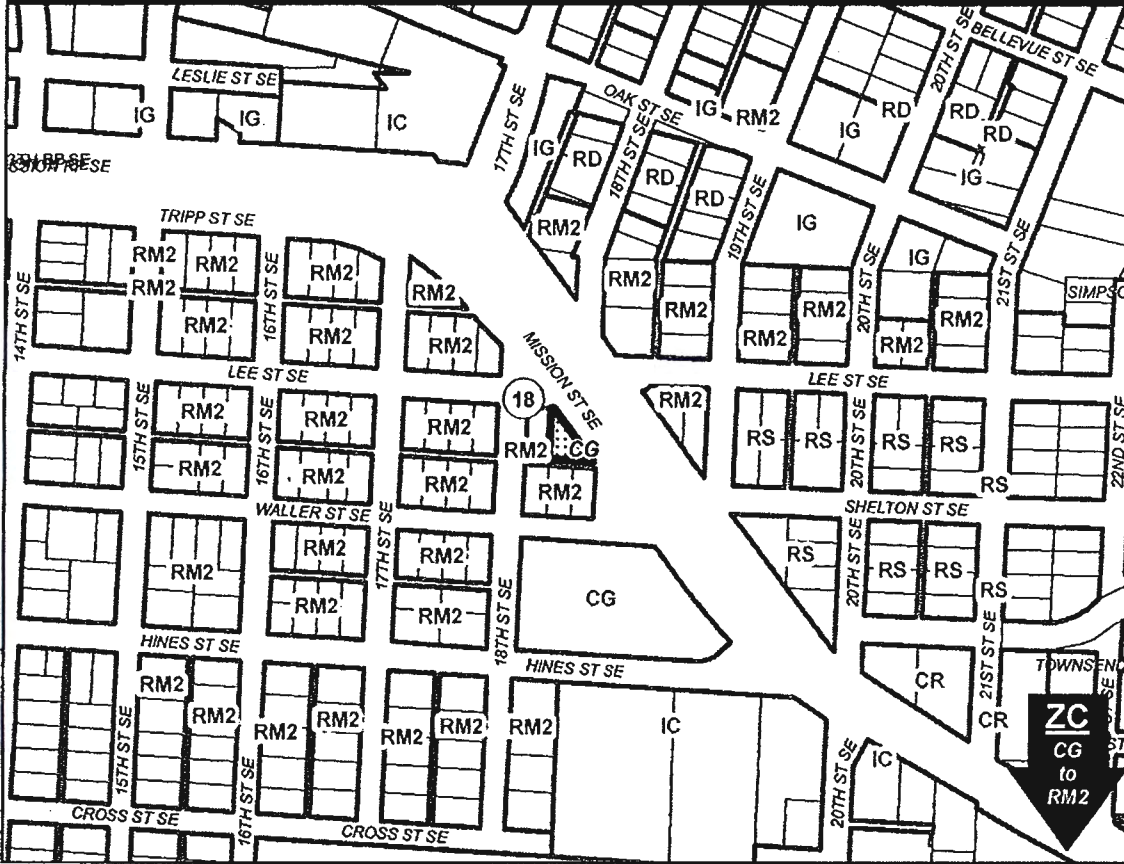 20TH ST SE
BELLEVUE ST SE
LESLIE ST SE
17TH ST SE
OAK ST SE
20TH ST SE
IG
IG
IC
IG
RM2
RD
RD
RD
IG
IG
IG
RD
18TH ST SE
RD
RD
RM2
19TH ST SE
IG
TRIPP ST SE
IG
21ST ST SE
RM2
RM2
RM2
RM2
RM2
RM2
RM2
RM2
20TH ST SE
RM2
14TH ST SE
16TH ST SE
RM2
RM2
RM2
MISSION ST SE
RM2
RM2
LEE ST SE
LEE ST SE
18
RM2
RM2
RM2
RM2
RM2
CG
RS
RS
RS
RS
22ND ST SE
15TH ST SE
16TH ST SE
RM2
RM2
RM2
RM2
20TH ST SE
RS
WALLER ST SE
17TH ST SE
SHELTON ST SE
RM2
RM2
RM2
RS
RS
RS
20TH ST SE
RM2
RM2
CG
RS
18TH ST SE
HINES ST SE
HINES ST SE
21ST ST SE
RM2
RM2
RM2
RM2
RM2
RM2
RM2
IC
CR
CR
15TH ST SE
16TH ST SE
20TH ST SE
IC
CROSS ST SE
CROSS ST SE
ZC
CG
to
RM2